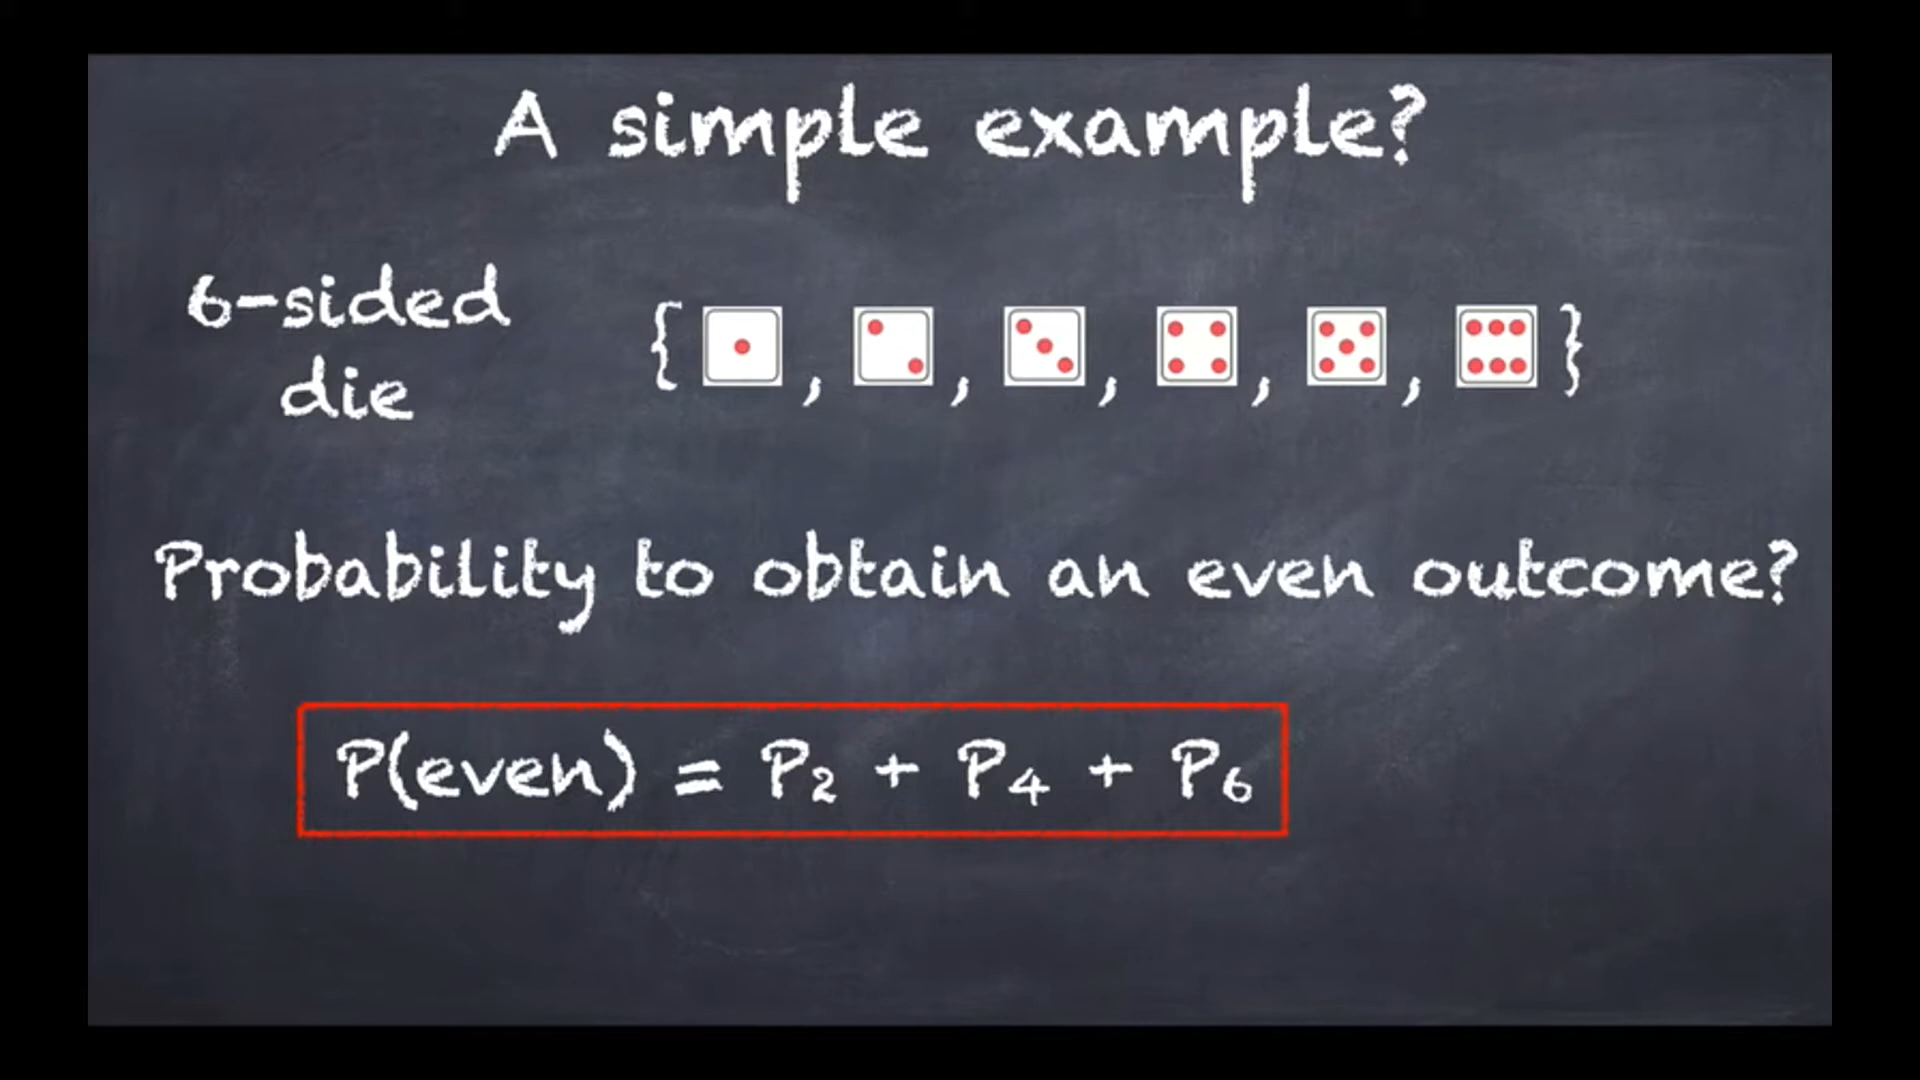 A simple example?
6-sided
die
{ , , , , , }
Probability to obtain an even outcome?
P(even) = P₂ + P₄ + P₆